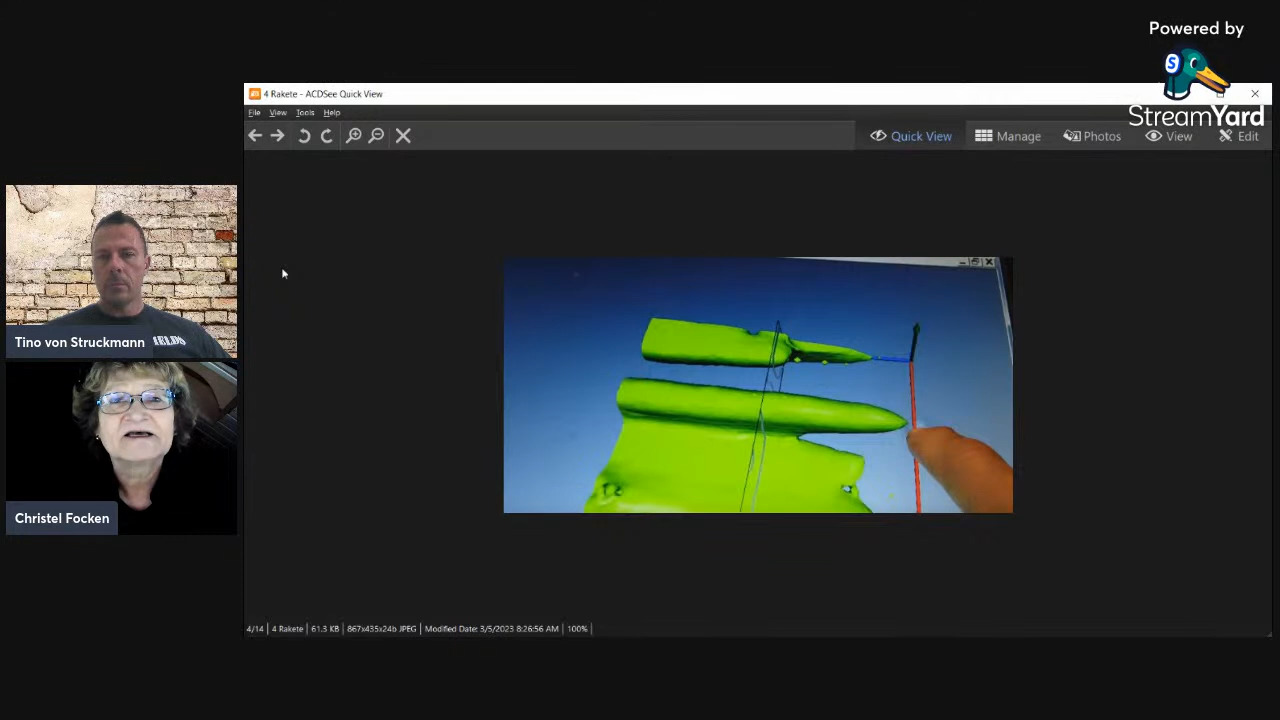 Powered by
S
StreamYard
4 Rakete - ACDSee Quick View
File View Tools Help
Quick View Manage Photos View Edit
Tino von Struckmann
Christel Focken
4/14 4 Rakete 61.3 KB 867x435x24b JPEG Modified Date: 3/5/2023 8:26:56 AM 100%